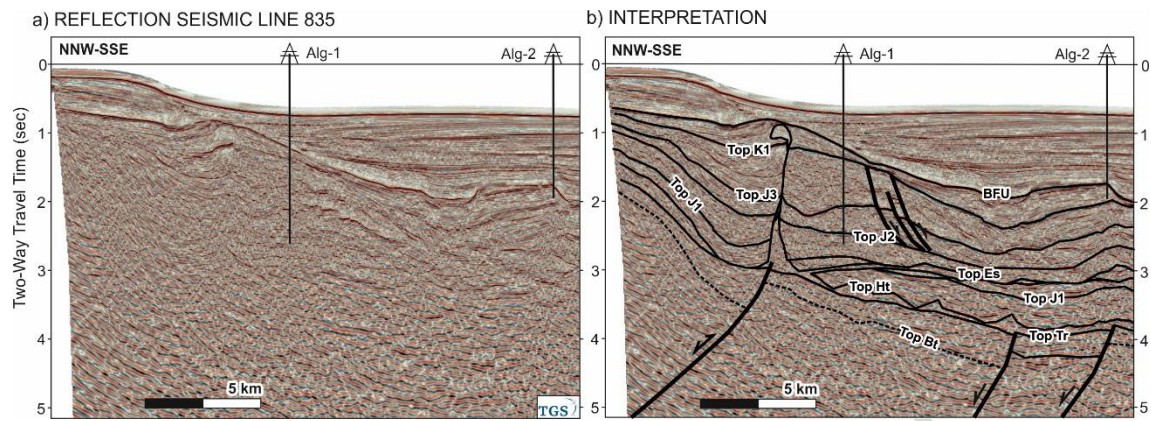 a) REFLECTION SEISMIC LINE 835
b) INTERPRETATION
NNW-SSE
Alg-1
Alg-2
0
1
2
3
4
5
Two-Way Travel Time (sec)
5 km
TGS
NNW-SSE
Alg-1
Alg-2
0
1
2
3
4
5
0
1
2
3
4
5
Top K1
Top J1
Top J3
BFU
Top J2
Top Es
Top Ht
Top J1
Top Bt
Top Tr
5 km